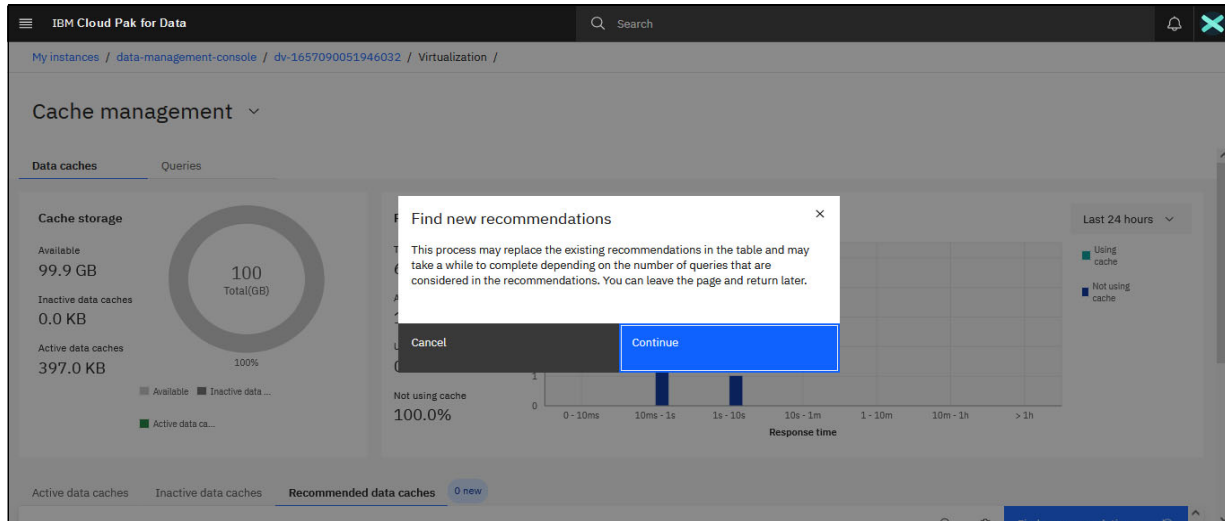 IBM Cloud Pak for Data
Search
My instances / data-management-console / dv-1657090051946032 / Virtualization /
Cache management
Data caches
Queries
Cache storage
Available
99.9 GB
Inactive data caches
0.0 KB
Active data caches
397.0 KB
100
Total(GB)
100%
Available
Inactive data ...
Active data ca...
Find new recommendations
This process may replace the existing recommendations in the table and may
take a while to complete depending on the number of queries that are
considered in the recommendations. You can leave the page and return later.
Cancel
Continue
Not using cache
100.0%
Last 24 hours
Using
cache
Not using
cache
1
0
0 - 10ms
10ms - 1s
1s - 10s
10s - 1m
1 - 10m
10m - 1h
> 1h
Response time
Active data caches
Inactive data caches
Recommended data caches
0 new